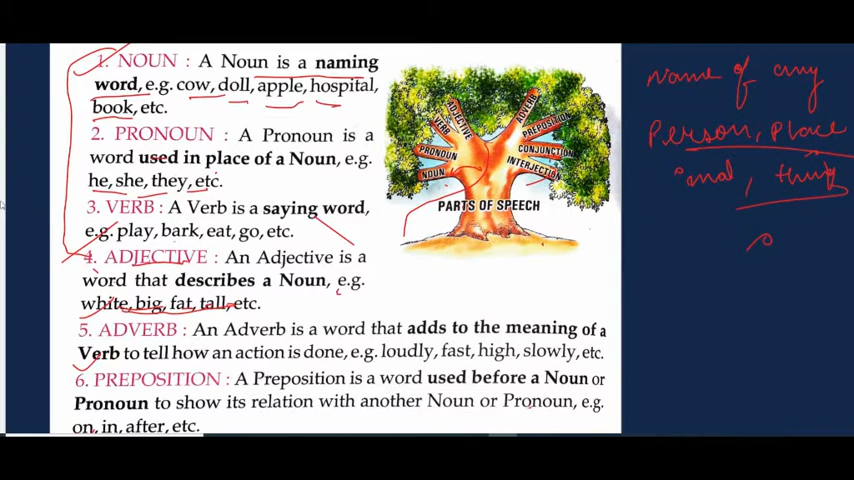 1. NOUN : A Noun is a naming
word, e.g. cow, doll, apple, hospital,
book, etc.
2. PRONOUN : A Pronoun is a
word used in place of a Noun, e.g.
he, she, they, etc.
3. VERB : A Verb is a saying word,
e.g. play, bark, eat, go, etc.
4. ADJECTIVE : An Adjective is a
word that describes a Noun, e.g.
white, big, fat, tall, etc.
5. ADVERB : An Adverb is a word that adds to the meaning of a
Verb to tell how an action is done, e.g. loudly, fast, high, slowly, etc.
6. PREPOSITION : A Preposition is a word used before a Noun or
Pronoun to show its relation with another Noun or Pronoun, e.g.
on, in, after, etc.
NOUN
PRONOUN
VERB
ADJECTIVE
ADVERB
PREPOSITION
CONJUNCTION
INTERJECTION
PARTS OF SPEECH
Name of any
Person, place
thing